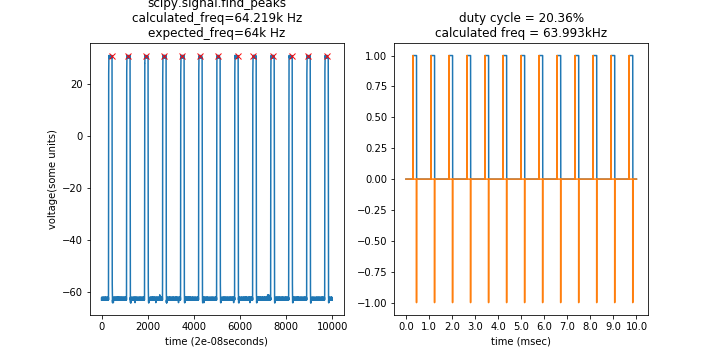 scipy.signal.find_peaks
calculated_freq=64.219k Hz
expected_freq=64k Hz
voltage(some units)
20
0
−20
−40
−60
0 2000 4000 6000 8000 10000
time (2e-08seconds)
duty cycle = 20.36%
calculated freq = 63.993kHz
1.00
0.75
0.50
0.25
0.00
−0.25
−0.50
−0.75
−1.00
0.0 1.0 2.0 3.0 4.0 5.0 6.0 7.0 8.0 9.0 10.0
time (msec)